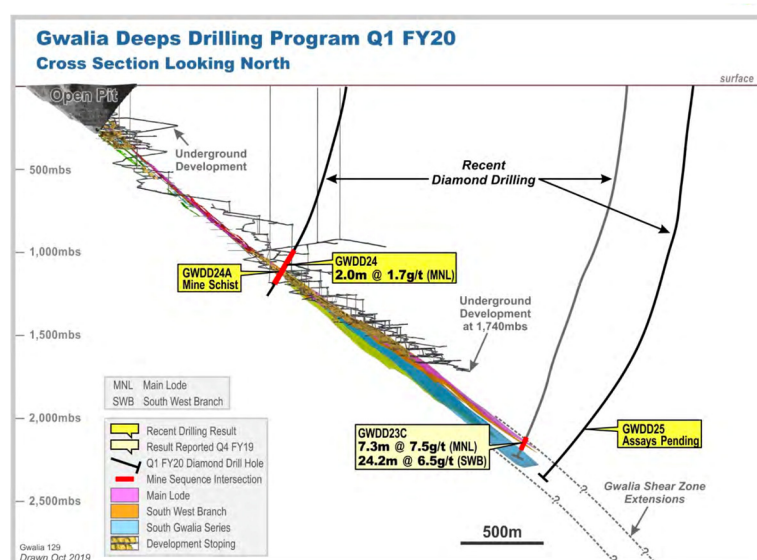 Gwalia Deeps Drilling Program Q1 FY20
Cross Section Looking North
surface
Open Pit
Underground
Development
500mbs
Recent
Diamond Drilling
1,000mbs
GWDD24A
Mine Schist
GWDD24
2.0m @ 1.7g/t (MNL)
Underground
Development
at 1,740mbs
1,500mbs
MNL Main Lode
SWB South West Branch
2,000mbs
Recent Drilling Result
Result Reported Q4 FY19
Q1 FY20 Diamond Drill Hole
Mine Sequence Intersection
Main Lode
South West Branch
South Gwalia Series
Development Stoping
2,500mbs
GWDD23C
7.3m @ 7.5g/t (MNL)
24.2m @ 6.5g/t (SWB)
GWDD25
Assays Pending
?
?
?
?
Gwalia Shear Zone
Extensions
500m
Gwalia 129
Drawn Oct 2019